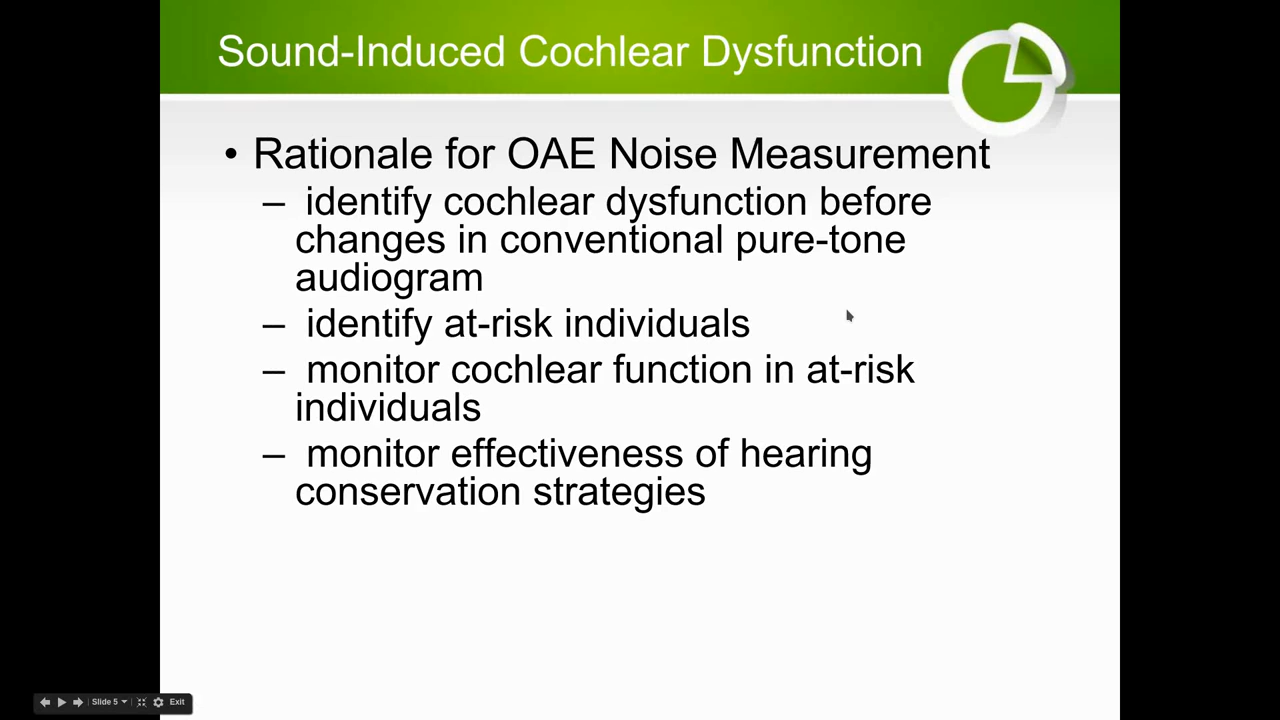 Sound-Induced Cochlear Dysfunction
• Rationale for OAE Noise Measurement
– identify cochlear dysfunction before
changes in conventional pure-tone
audiogram
– identify at-risk individuals
– monitor cochlear function in at-risk
individuals
– monitor effectiveness of hearing
conservation strategies
Slide 5 Exit